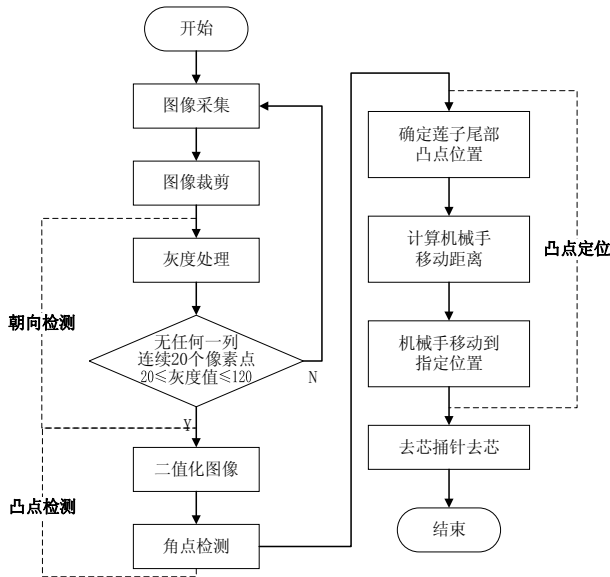 开始
图像采集
图像裁剪
灰度处理
朝向检测
无任何一列
连续20个像素点
20≤灰度值≤120
N
Y
二值化图像
凸点检测
角点检测
确定莲子尾部
凸点位置
计算机械手
移动距离
凸点定位
机械手移动到
指定位置
去芯捅针去芯
结束